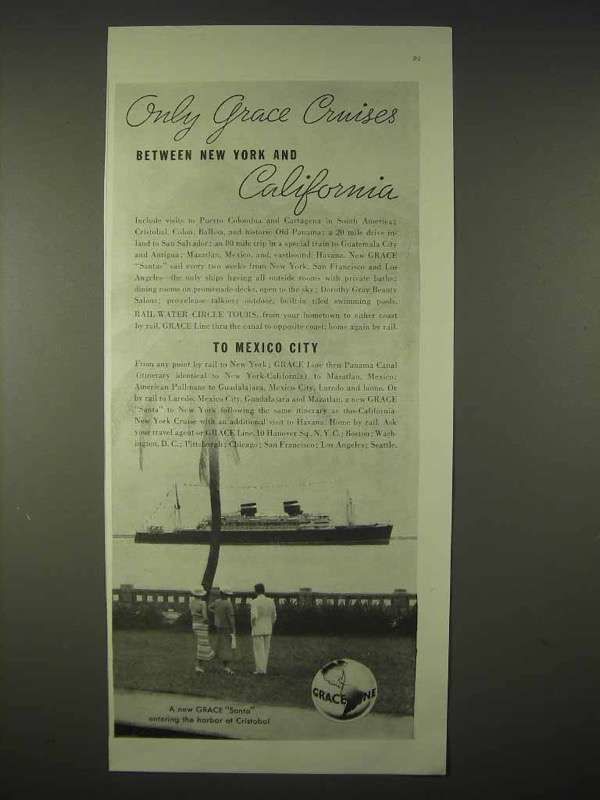 Only Grace Cruises
BETWEEN NEW YORK AND
California
Include visits to Puerto Colombia and Cartagena in South America;
Cristobal, Colon, Balboa, and historic Old Panama; a 20 mile drive in-
land to San Salvador; an 80 mile trip in a special train to Guatemala City
and Antigua; Mazatlan, Mexico, and, eastbound, Havana. New GRACE
"Santas" sail every two weeks from New York, San Francisco and Los
Angeles—the only ships having all outside rooms with private baths;
dining rooms on promenade decks, open to the sky; Dorothy Gray Beauty
Salons; pre-release talkies; outdoor, built-in tiled swimming pools.
RAIL-WATER CIRCLE TOURS, from your hometown to either coast
by rail, GRACE Line thru the canal to opposite coast; home again by rail.
TO MEXICO CITY
From any point by rail to New York; GRACE Line thru Panama Canal
(itinerary identical to New York-California) to Mazatlan, Mexico;
American Pullmans to Guadalajara, Mexico City, Laredo and home. Or
by rail to Laredo, Mexico City, Guadalajara and Mazatlan, a new GRACE
"Santa" to New York following the same itinerary as the California-
New York Cruise with an additional visit to Havana. Home by rail. Ask
your travel agent or GRACE Line, 10 Hanover Sq., N. Y. C.; Boston; Wash-
ington, D. C.; Pittsburgh; Chicago; San Francisco; Los Angeles; Seattle.
A new GRACE "Santa"
entering the harbor at Cristobal
GRACE LINE